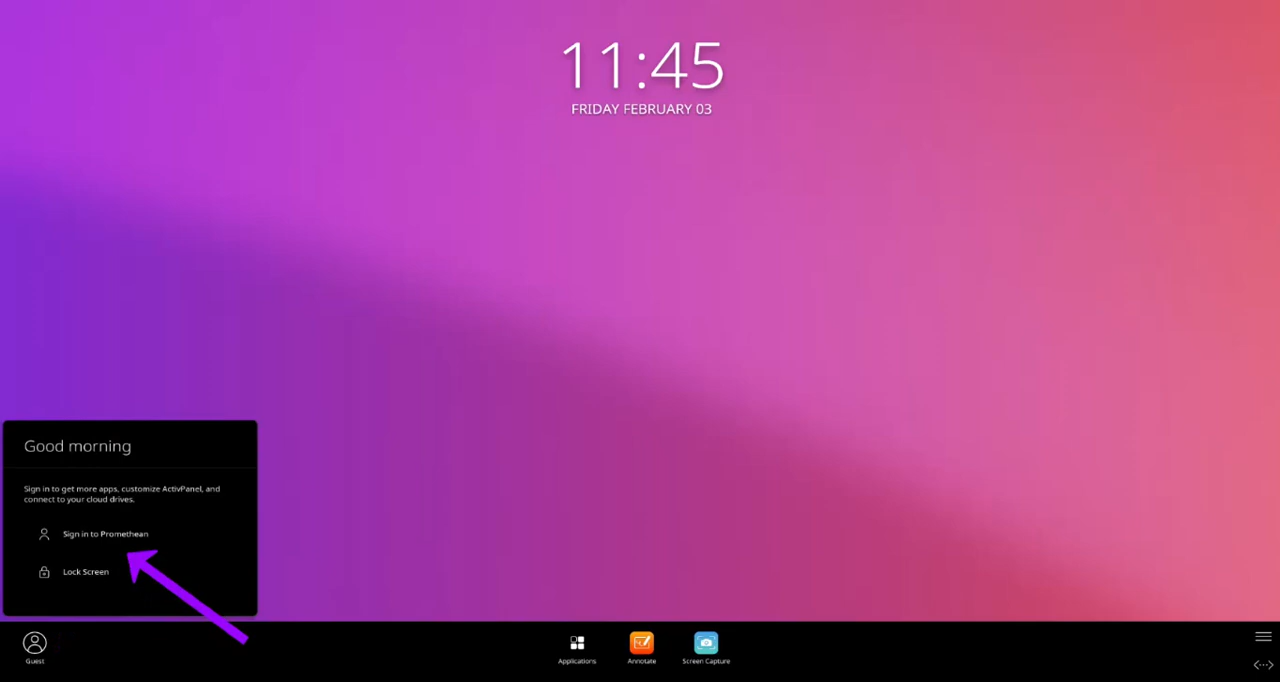 11:45
FRIDAY FEBRUARY 03
Good morning
Sign in to get more apps, customize ActivPanel, and
connect to your cloud drives.
Sign in to Promethean
Lock Screen
Guest
Applications
Annotate
Screen Capture